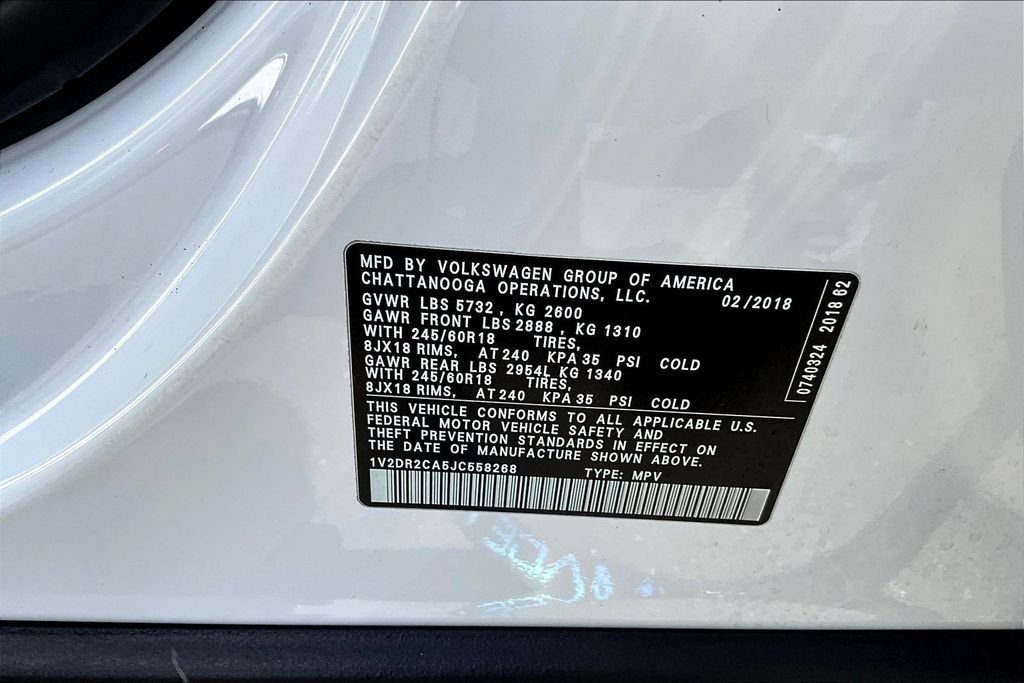 MFD BY VOLKSWAGEN GROUP OF AMERICA
CHATTANOOGA OPERATIONS, LLC. 02/2018
GVWR LBS 5732, KG 2600
GAWR FRONT LBS 2888, KG 1310
WITH 245/60R18 TIRES,
8JX18 RIMS, AT 240 KPA 35 PSI COLD
GAWR REAR LBS 2954L KG 1340
WITH 245/60R18 TIRES,
8JX18 RIMS, AT 240 KPA 35 PSI COLD
THIS VEHICLE CONFORMS TO ALL APPLICABLE U.S.
FEDERAL MOTOR VEHICLE SAFETY AND
THEFT PREVENTION STANDARDS IN EFFECT ON
THE DATE OF MANUFACTURE SHOWN ABOVE.
1V2DR2CA5JC558268 TYPE: MPV
0740324 2018 62